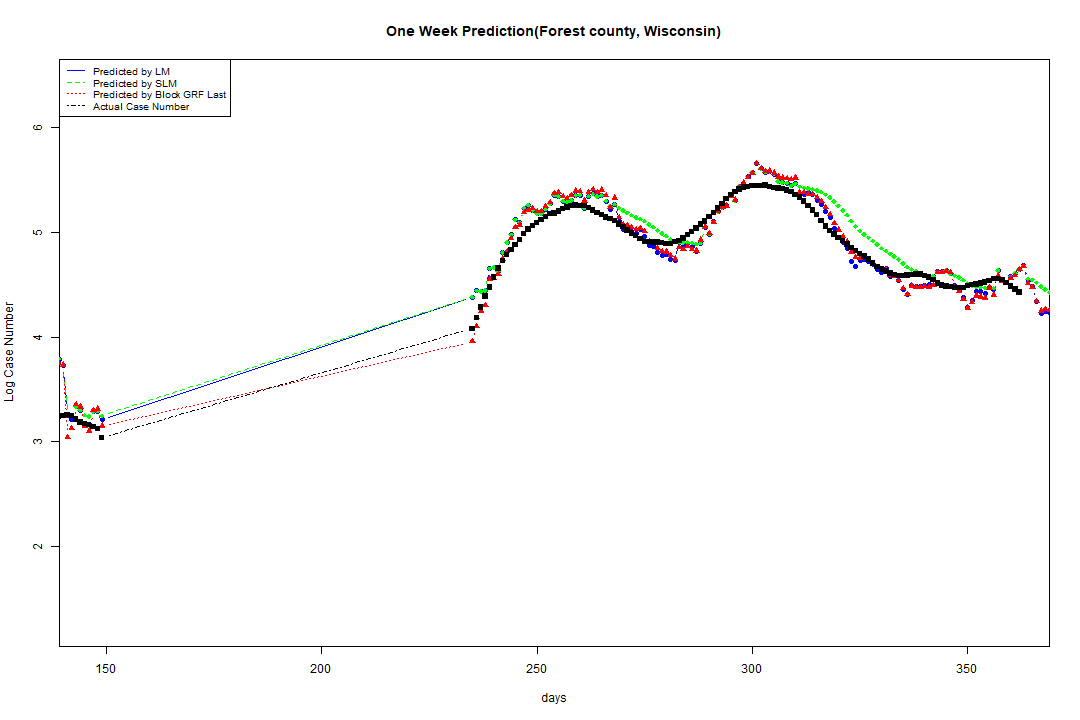 One Week Prediction(Forest county, Wisconsin)
Predicted by LM
Predicted by SLM
Predicted by Block GRF Last
Actual Case Number
6
5
4
3
2
Log Case Number
150 200 250 300 350
days